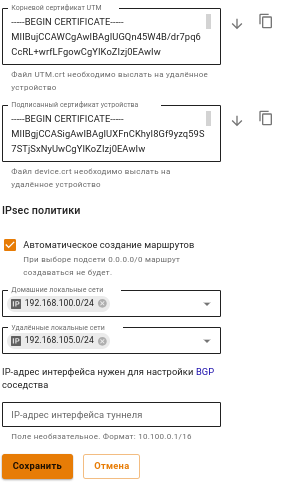 Корневой сертификат UTM
-----BEGIN CERTIFICATE-----
MIIBujCCAWCgAwIBAgIUGQn45W4B/dr7pq6
CcRL+wrfLFgowCgYIKoZIzj0EAwIw
Файл UTM.crt необходимо выслать на удалённое
устройство
Подписанный сертификат устройства
-----BEGIN CERTIFICATE-----
MIIBgjCCASigAwIBAgIUXFnCKhyI8Gf9yzq59S
7STjSxNyUwCgYIKoZIzj0EAwIw
Файл device.crt необходимо выслать на
удалённое устройство
IPsec политики
Автоматическое создание маршрутов
При выборе подсети 0.0.0.0/0 маршрут
создаваться не будет.
Домашние локальные сети
IP 192.168.100.0/24
Удалённые локальные сети
IP 192.168.105.0/24
IP-адрес интерфейса нужен для настройки BGP
соседства
IP-адрес интерфейса туннеля
Поле необязательное. Формат: 10.100.0.1/16
Сохранить
Отмена